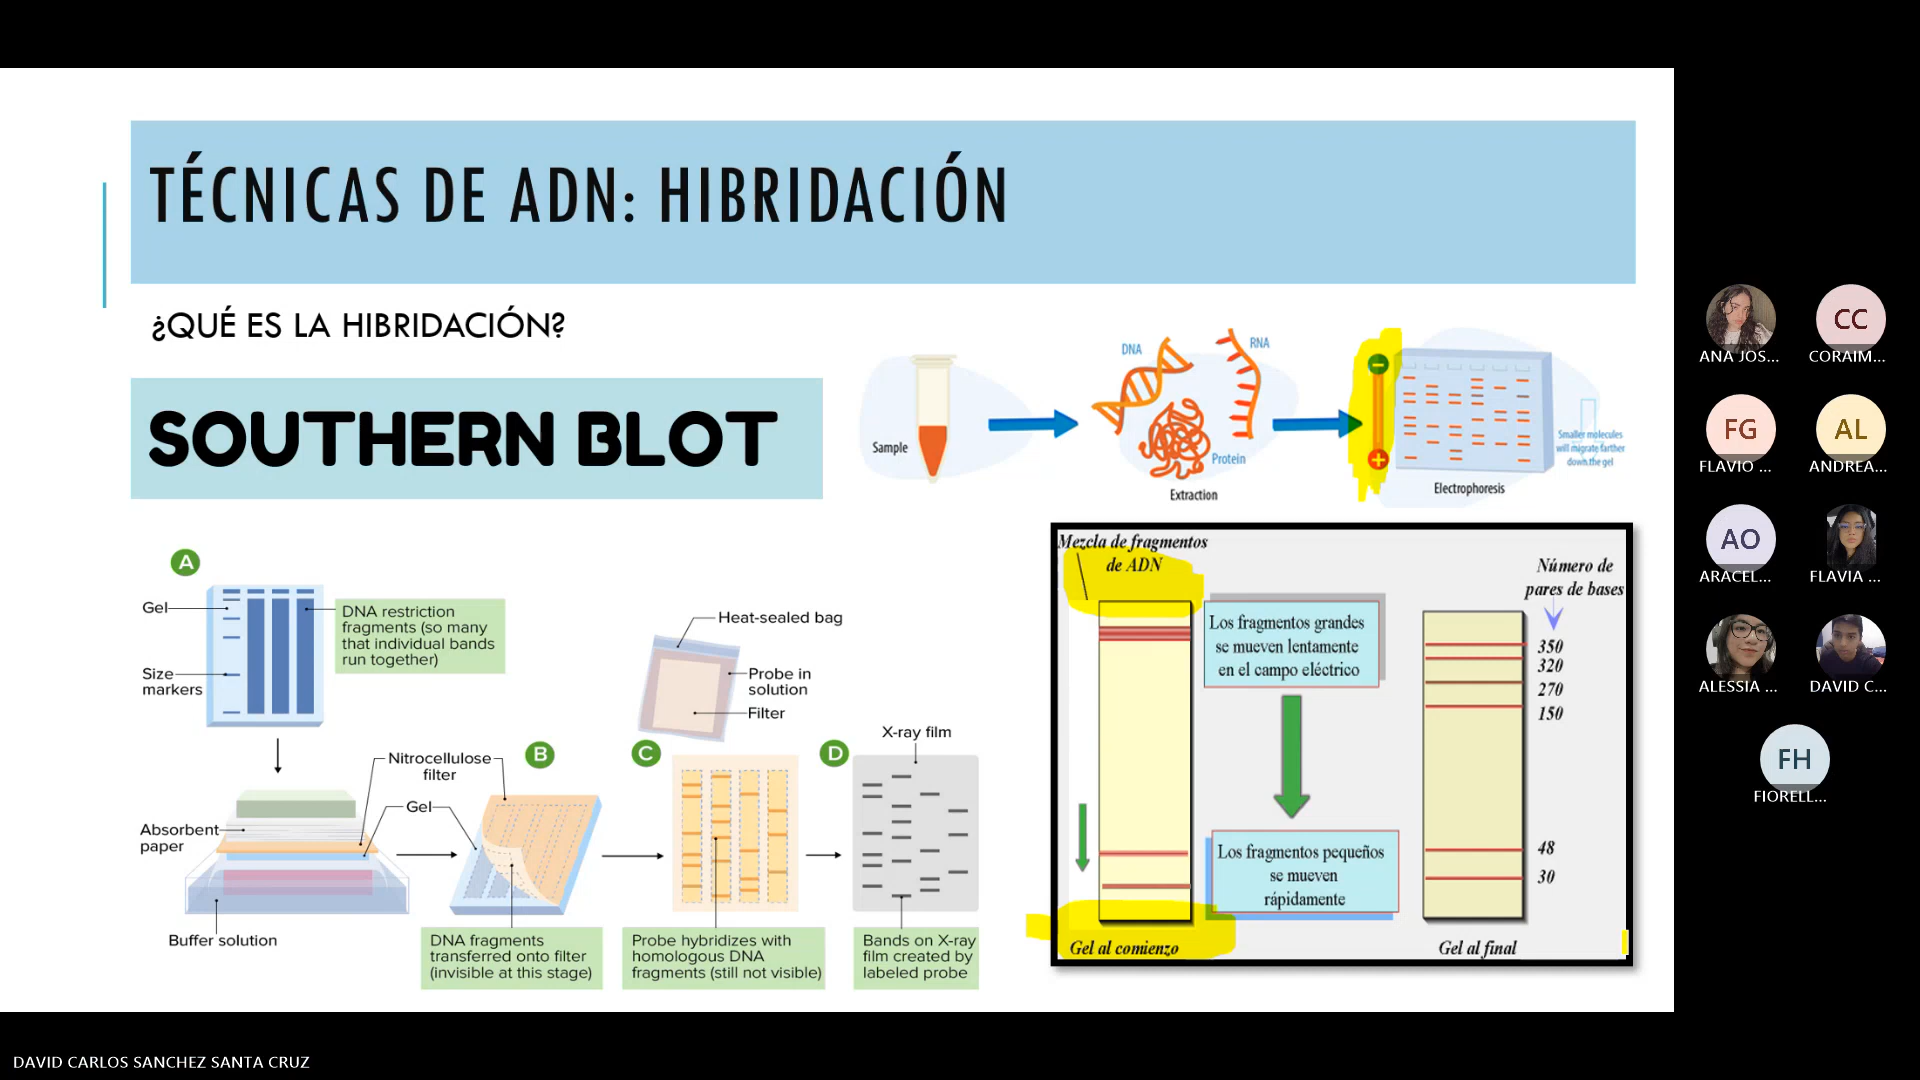 TÉCNICAS DE ADN: HIBRIDACIÓN
¿QUÉ ES LA HIBRIDACIÓN?
SOUTHERN BLOT
Sample
DNA
RNA
Protein
Extraction
Smaller molecules
will migrate farther
down the gel
Electrophoresis
A
Gel
Size
markers
DNA restriction
fragments (so many
that individual bands
run together)
Heat-sealed bag
Probe in
solution
Filter
Nitrocellulose
filter
Gel
B
C
D
X-ray film
Absorbent
paper
Buffer solution
DNA fragments
transferred onto filter
(invisible at this stage)
Probe hybridizes with
homologous DNA
fragments (still not visible)
Bands on X-ray
film created by
labeled probe
Mezcla de fragmentos
de ADN
Los fragmentos grandes
se mueven lentamente
en el campo eléctrico
Los fragmentos pequeños
se mueven
rápidamente
Gel al comienzo
Número de
pares de bases
350
320
270
150
48
30
Gel al final
ANA JOS...
CC
CORAIM...
FG
FLAVIO ...
AL
ANDREA...
AO
ARACEL...
FLAVIA ...
ALESSIA ...
DAVID C...
FH
FIORELL...
DAVID CARLOS SANCHEZ SANTA CRUZ